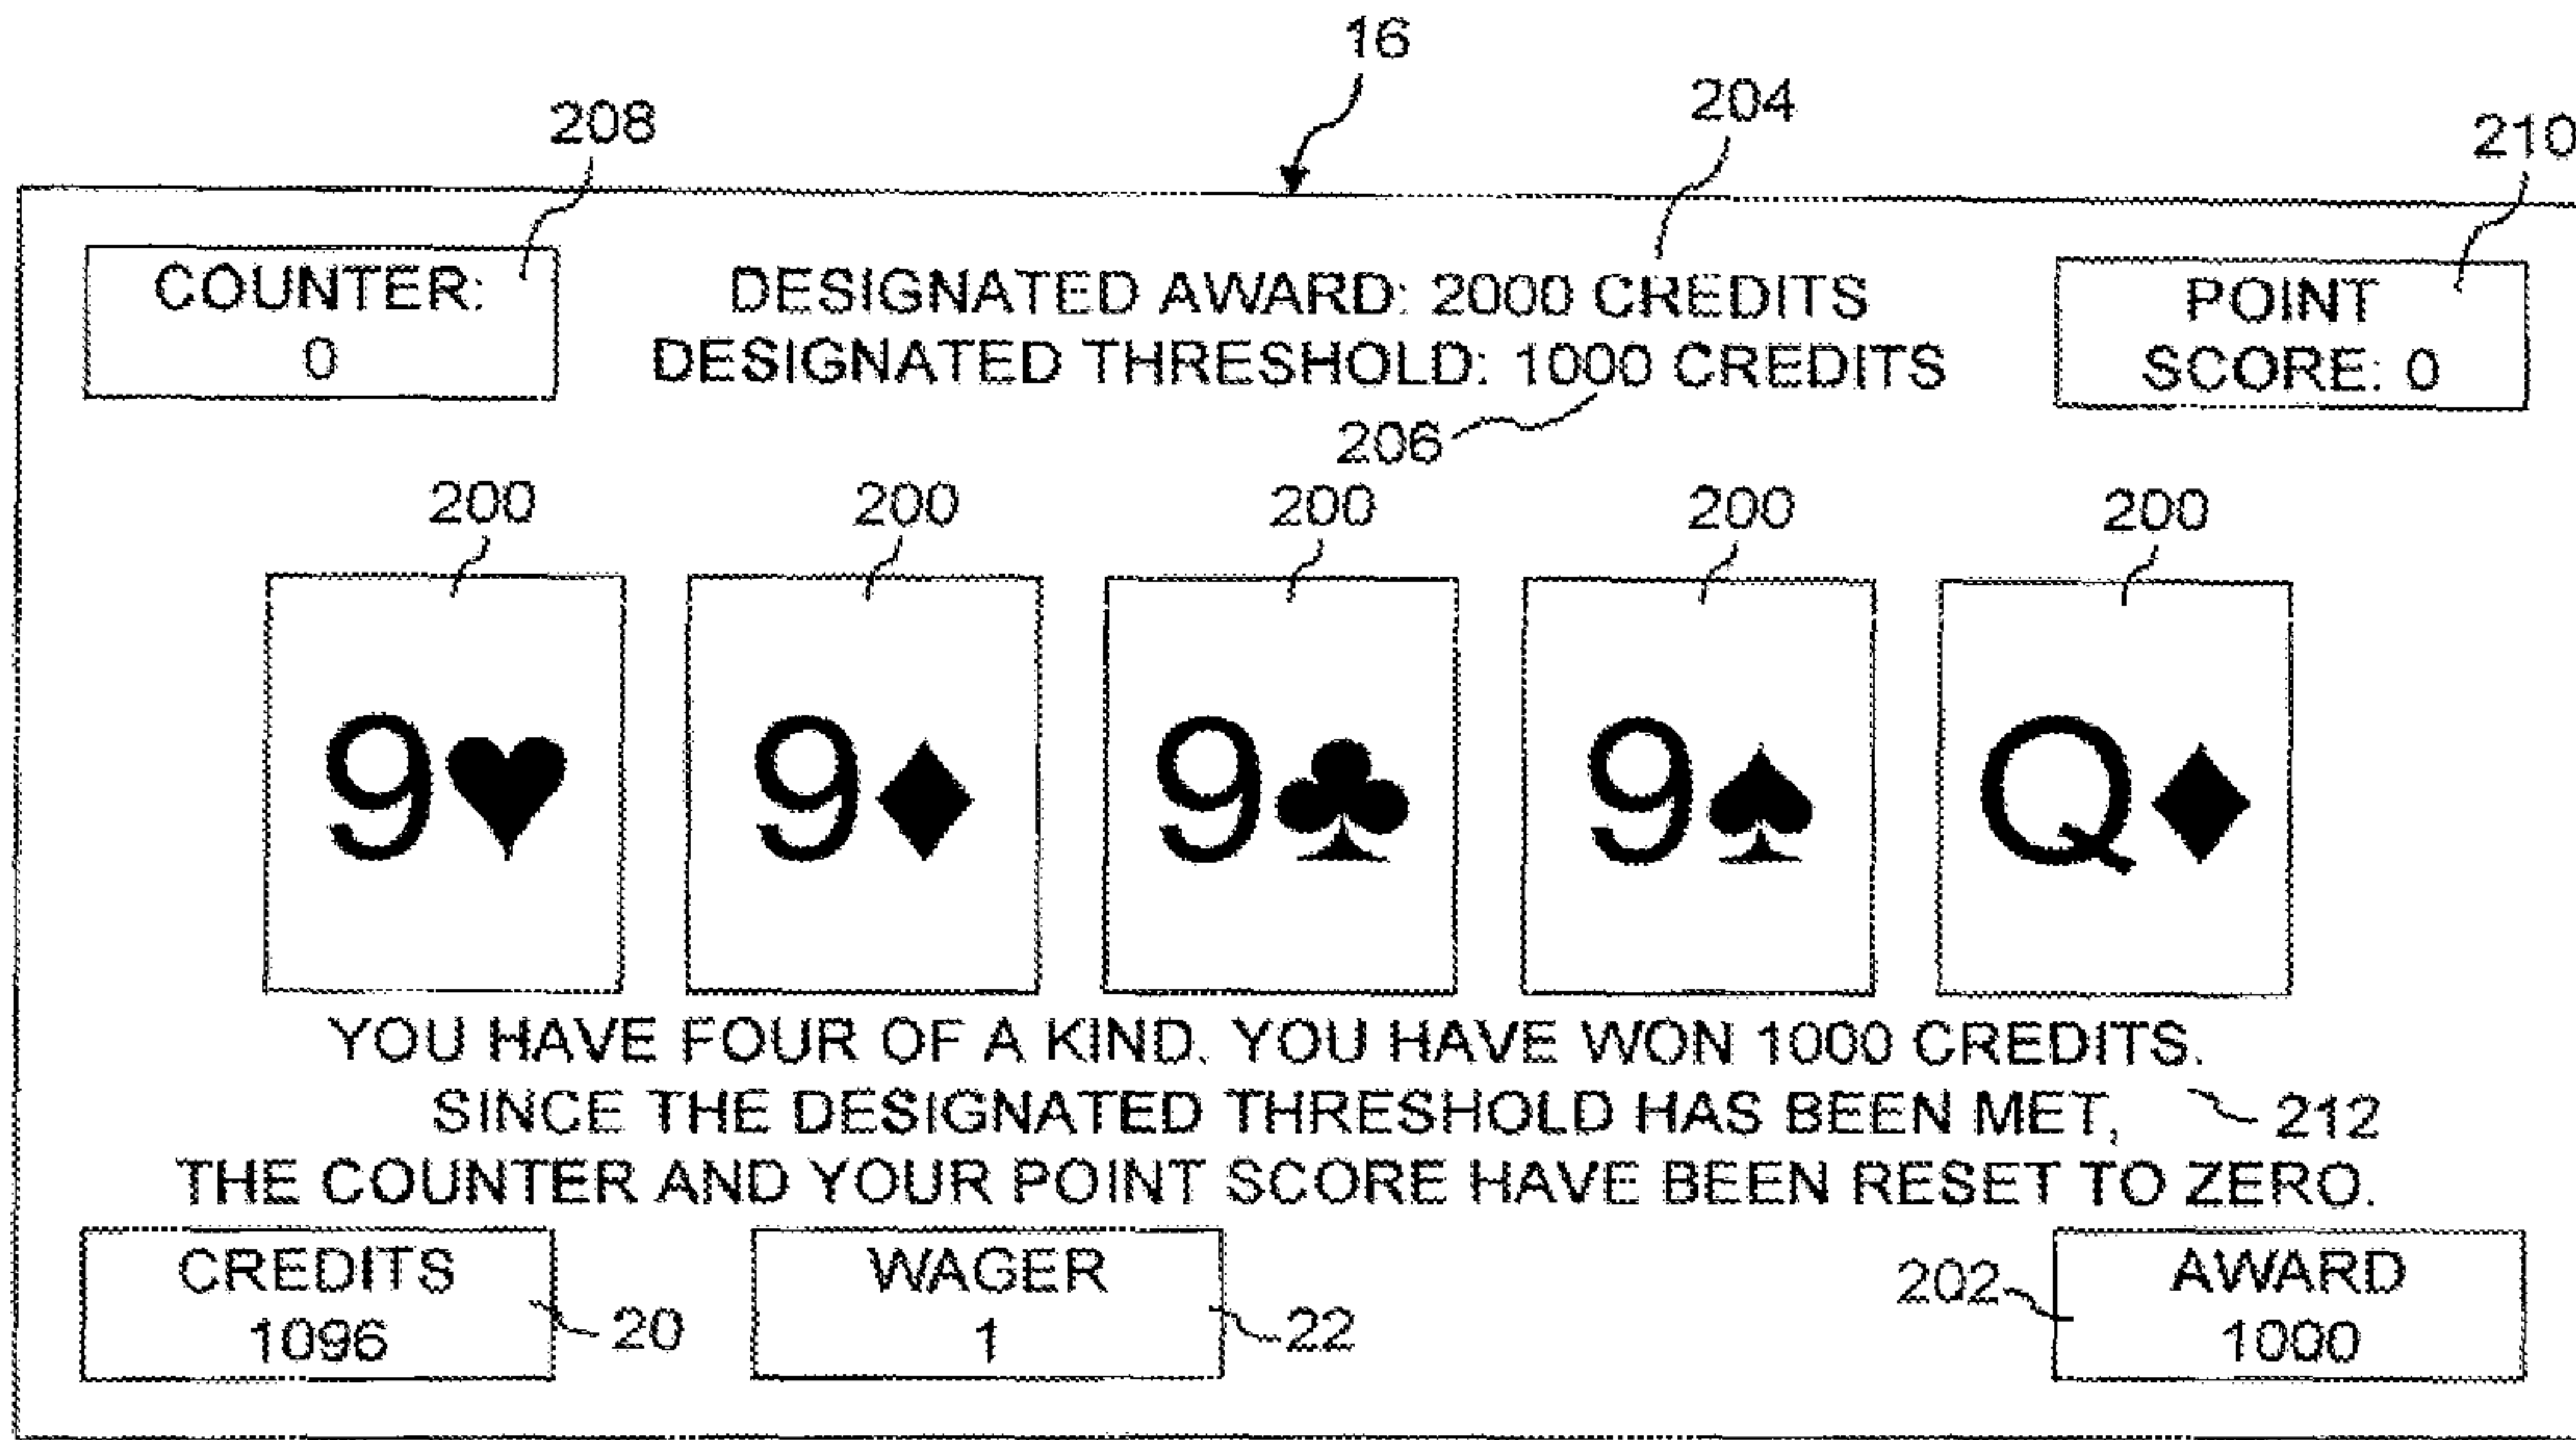 16
208
204
210
COUNTER:
0
DESIGNATED AWARD: 2000 CREDITS
DESIGNATED THRESHOLD: 1000 CREDITS
POINT
SCORE: 0
206
200 200 200 200 200
9♥ 9♦ 9♣ 9♠ Q♦
YOU HAVE FOUR OF A KIND. YOU HAVE WON 1000 CREDITS.
SINCE THE DESIGNATED THRESHOLD HAS BEEN MET,
212
THE COUNTER AND YOUR POINT SCORE HAVE BEEN RESET TO ZERO.
CREDITS
1096
20
WAGER
1
22
202
AWARD
1000